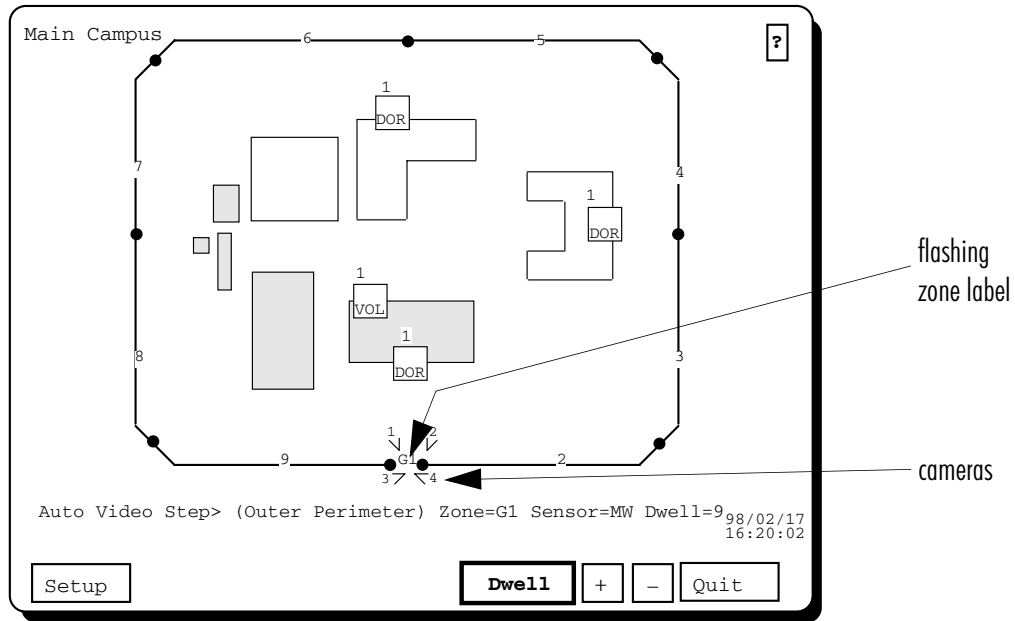 Main Campus
?
6
5
1
DOR
7
4
1
DOR
flashing
zone label
1
VOL
1
DOR
8
3
1
2
9
G1
2
3
4
cameras
Auto Video Step> (Outer Perimeter) Zone=G1 Sensor=MW Dwell=9
98/02/17
16:20:02
Setup
Dwell
+
−
Quit